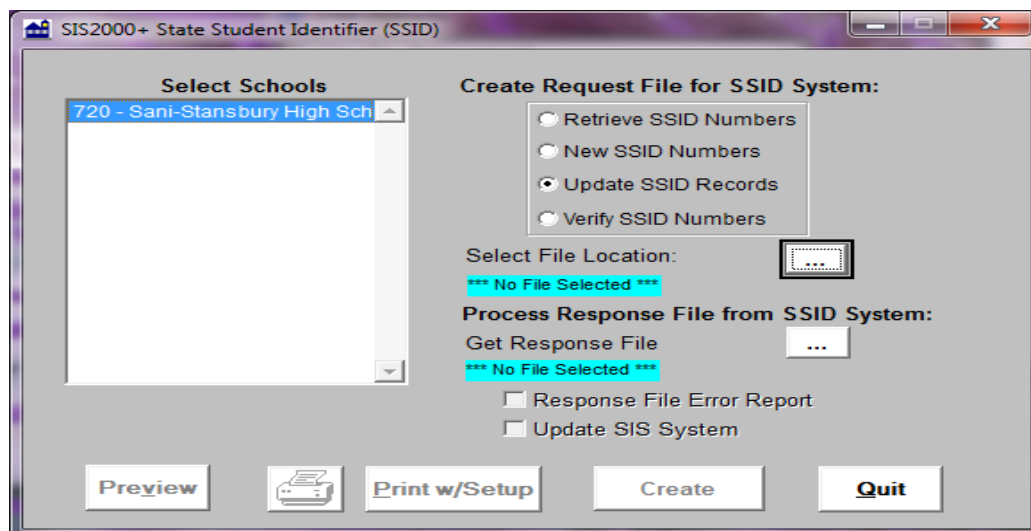 SIS2000+ State Student Identifier (SSID)
Select Schools
720 - Sani-Stansbury High Sch
Create Request File for SSID System:
Retrieve SSID Numbers
New SSID Numbers
Update SSID Records
Verify SSID Numbers
Select File Location:
...
*** No File Selected ***
Process Response File from SSID System:
Get Response File
...
*** No File Selected ***
Response File Error Report
Update SIS System
Preview
Print w/Setup
Create
Quit